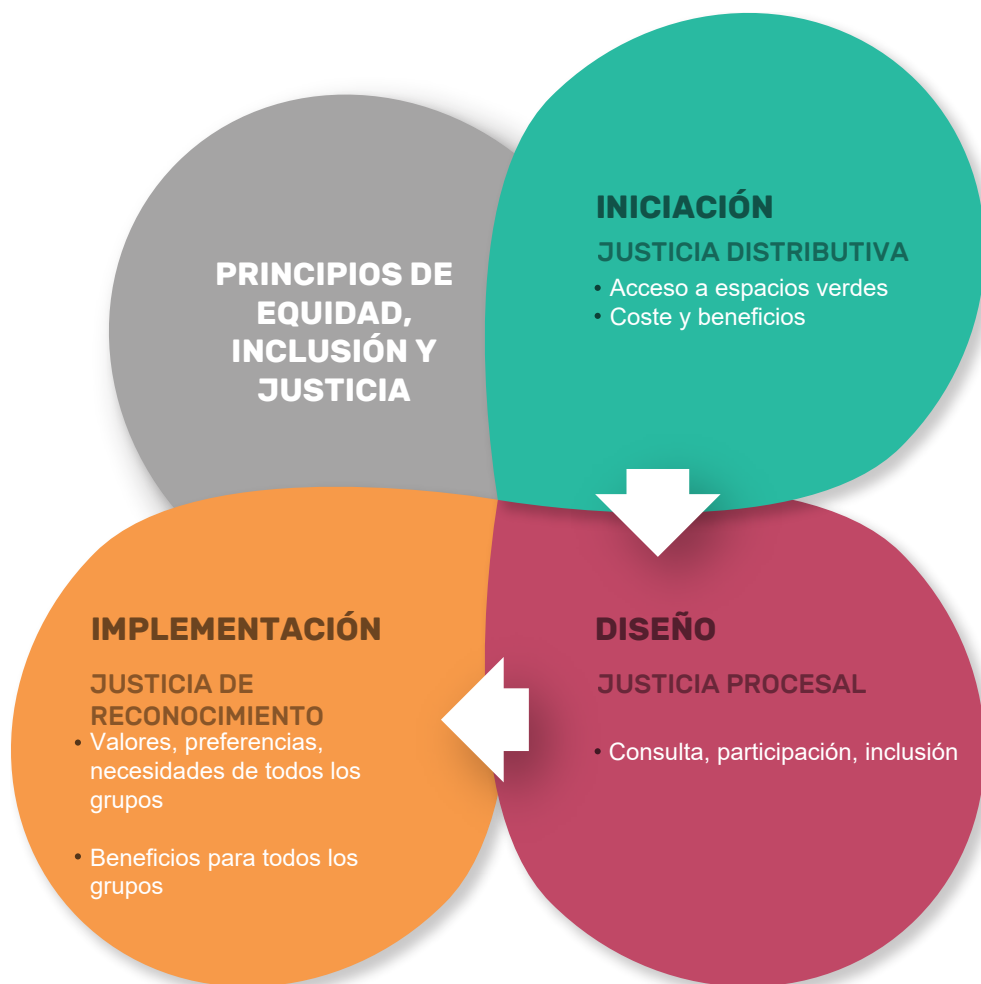 PRINCIPIOS DE
EQUIDAD,
INCLUSIÓN Y
JUSTICIA
INICIACIÓN
JUSTICIA DISTRIBUTIVA
• Acceso a espacios verdes
• Coste y beneficios
DISEÑO
JUSTICIA PROCESAL
• Consulta, participación, inclusión
IMPLEMENTACIÓN
JUSTICIA DE
RECONOCIMIENTO
• Valores, preferencias,
necesidades de todos los
grupos
• Beneficios para todos los
grupos